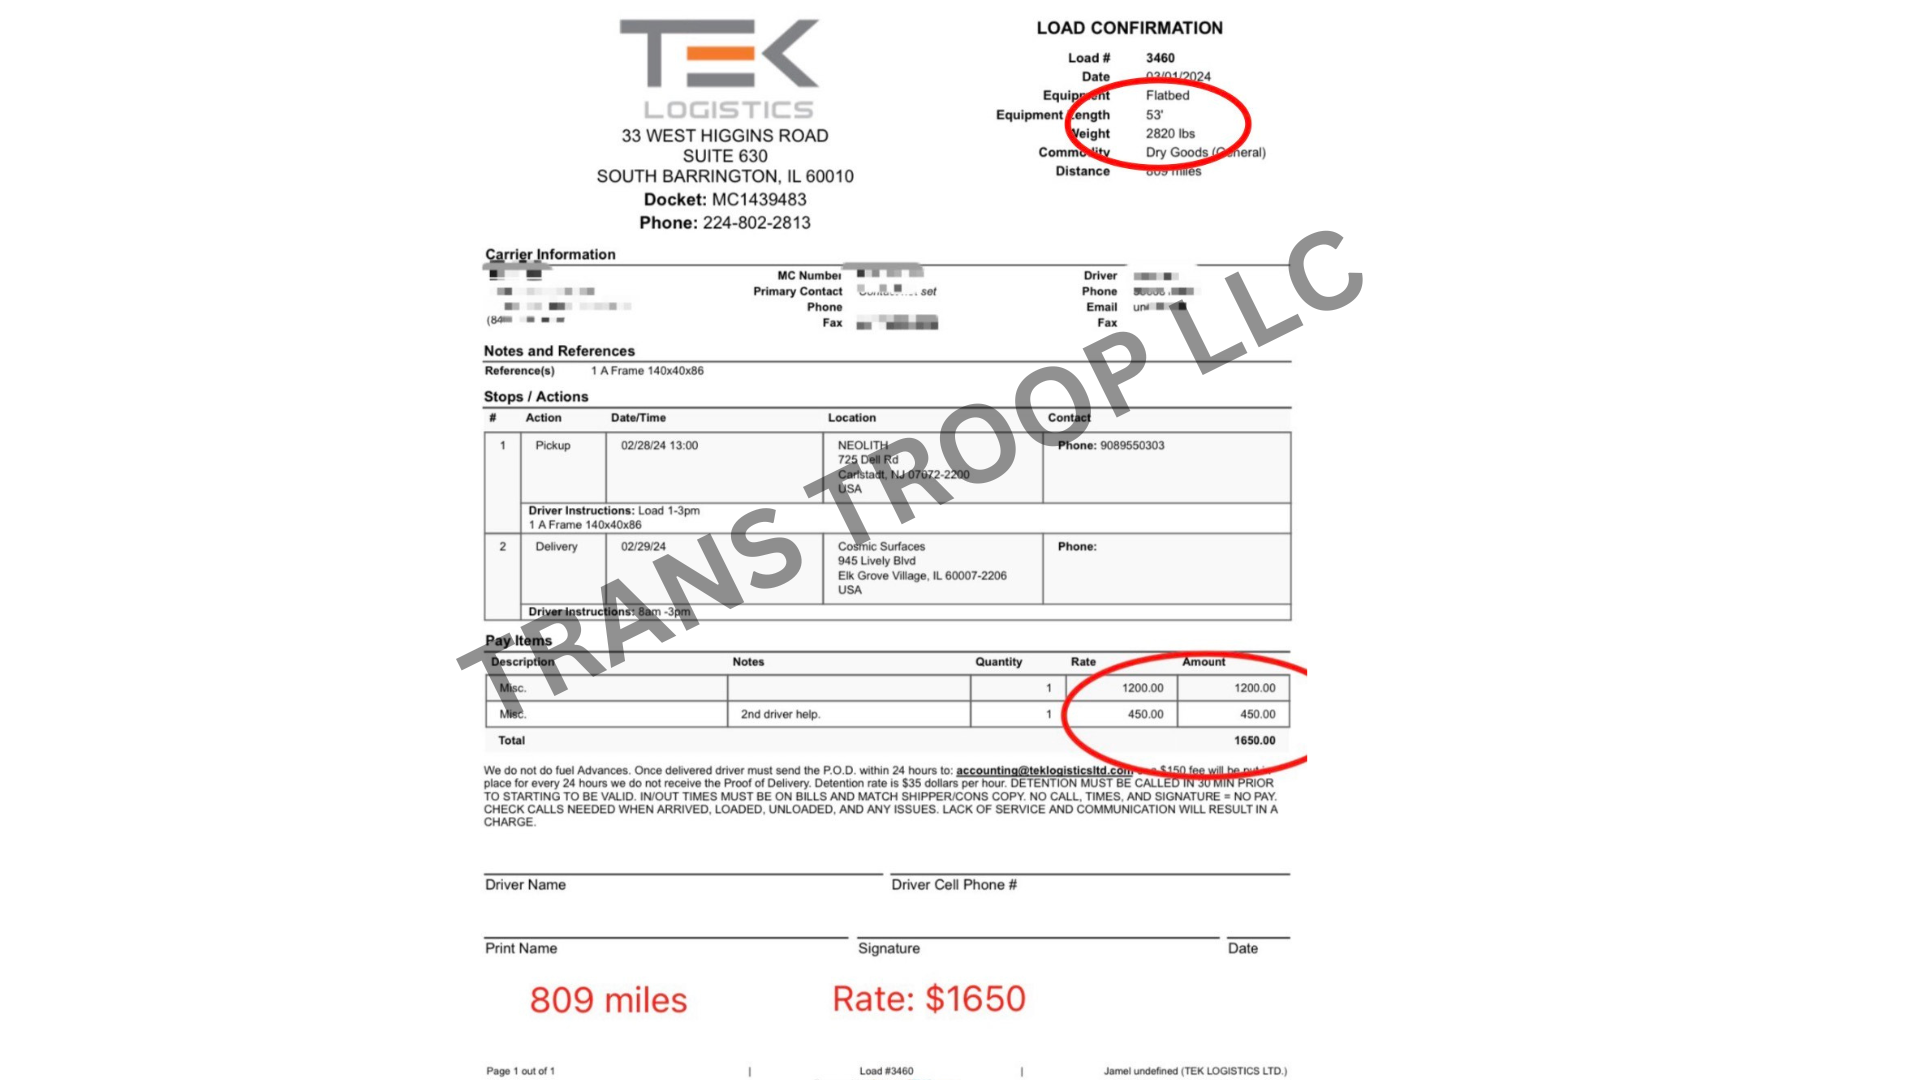 TEK
LOGISTICS
33 WEST HIGGINS ROAD
SUITE 630
SOUTH BARRINGTON, IL 60010
Docket: MC1439483
Phone: 224-802-2813
LOAD CONFIRMATION
Load # 3460
Date 03/01/2024
Equipment Flatbed
Equipment Length 53'
Weight 2820 lbs
Commodity Dry Goods (General)
Distance 809 miles
Carrier Information
MC Number
Primary Contact set
Phone
Fax
Driver
Phone
Email
Fax
(84
Notes and References
Reference(s) 1 A Frame 140x40x86
Stops / Actions
# Action Date/Time Location Contact
1 Pickup 02/28/24 13:00 NEOLITH Phone: 9089550303
725 Dell Rd
Carlstadt, NJ 07072-2200
USA
Driver Instructions: Load 1-3pm
1 A Frame 140x40x86
2 Delivery 02/29/24 Cosmic Surfaces Phone:
945 Lively Blvd
Elk Grove Village, IL 60007-2206
USA
Driver Instructions: 8am -3pm
Pay Items
Description Notes Quantity Rate Amount
Misc. 1 1200.00 1200.00
Misc. 2nd driver help. 1 450.00 450.00
Total 1650.00
We do not do fuel Advances. Once delivered driver must send the P.O.D. within 24 hours to: accounting@teklogisticsltd.com $150 fee will be put in
place for every 24 hours we do not receive the Proof of Delivery. Detention rate is $35 dollars per hour. DETENTION MUST BE CALLED IN 30 MIN PRIOR
TO STARTING TO BE VALID. IN/OUT TIMES MUST BE ON BILLS AND MATCH SHIPPER/CONS COPY. NO CALL, TIMES, AND SIGNATURE = NO PAY.
CHECK CALLS NEEDED WHEN ARRIVED, LOADED, UNLOADED, AND ANY ISSUES. LACK OF SERVICE AND COMMUNICATION WILL RESULT IN A
CHARGE.
Driver Name Driver Cell Phone #
Print Name Signature Date
809 miles Rate: $1650
Page 1 out of 1 | Load #3460 | Jamel undefined (TEK LOGISTICS LTD.)
TRANS TROOP LLC